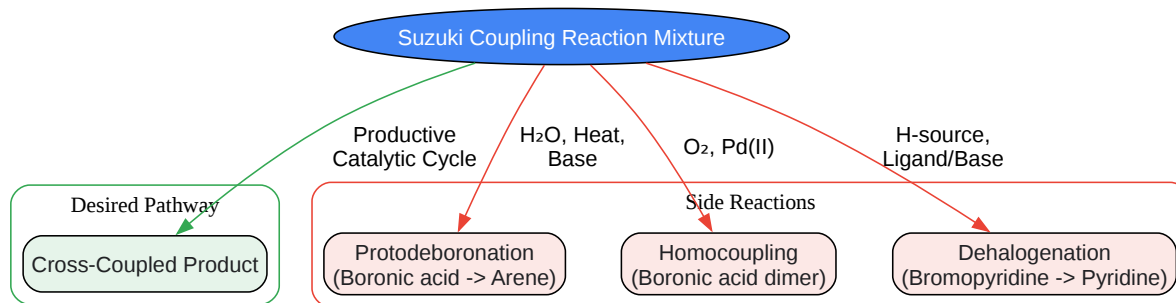 Suzuki Coupling Reaction Mixture
Productive
Catalytic Cycle
H₂O, Heat,
Base
O₂, Pd(II)
H-source,
Ligand/Base
Desired Pathway
Side Reactions
Cross-Coupled Product
Protodeboronation
(Boronic acid -> Arene)
Homocoupling
(Boronic acid dimer)
Dehalogenation
(Bromopyridine -> Pyridine)